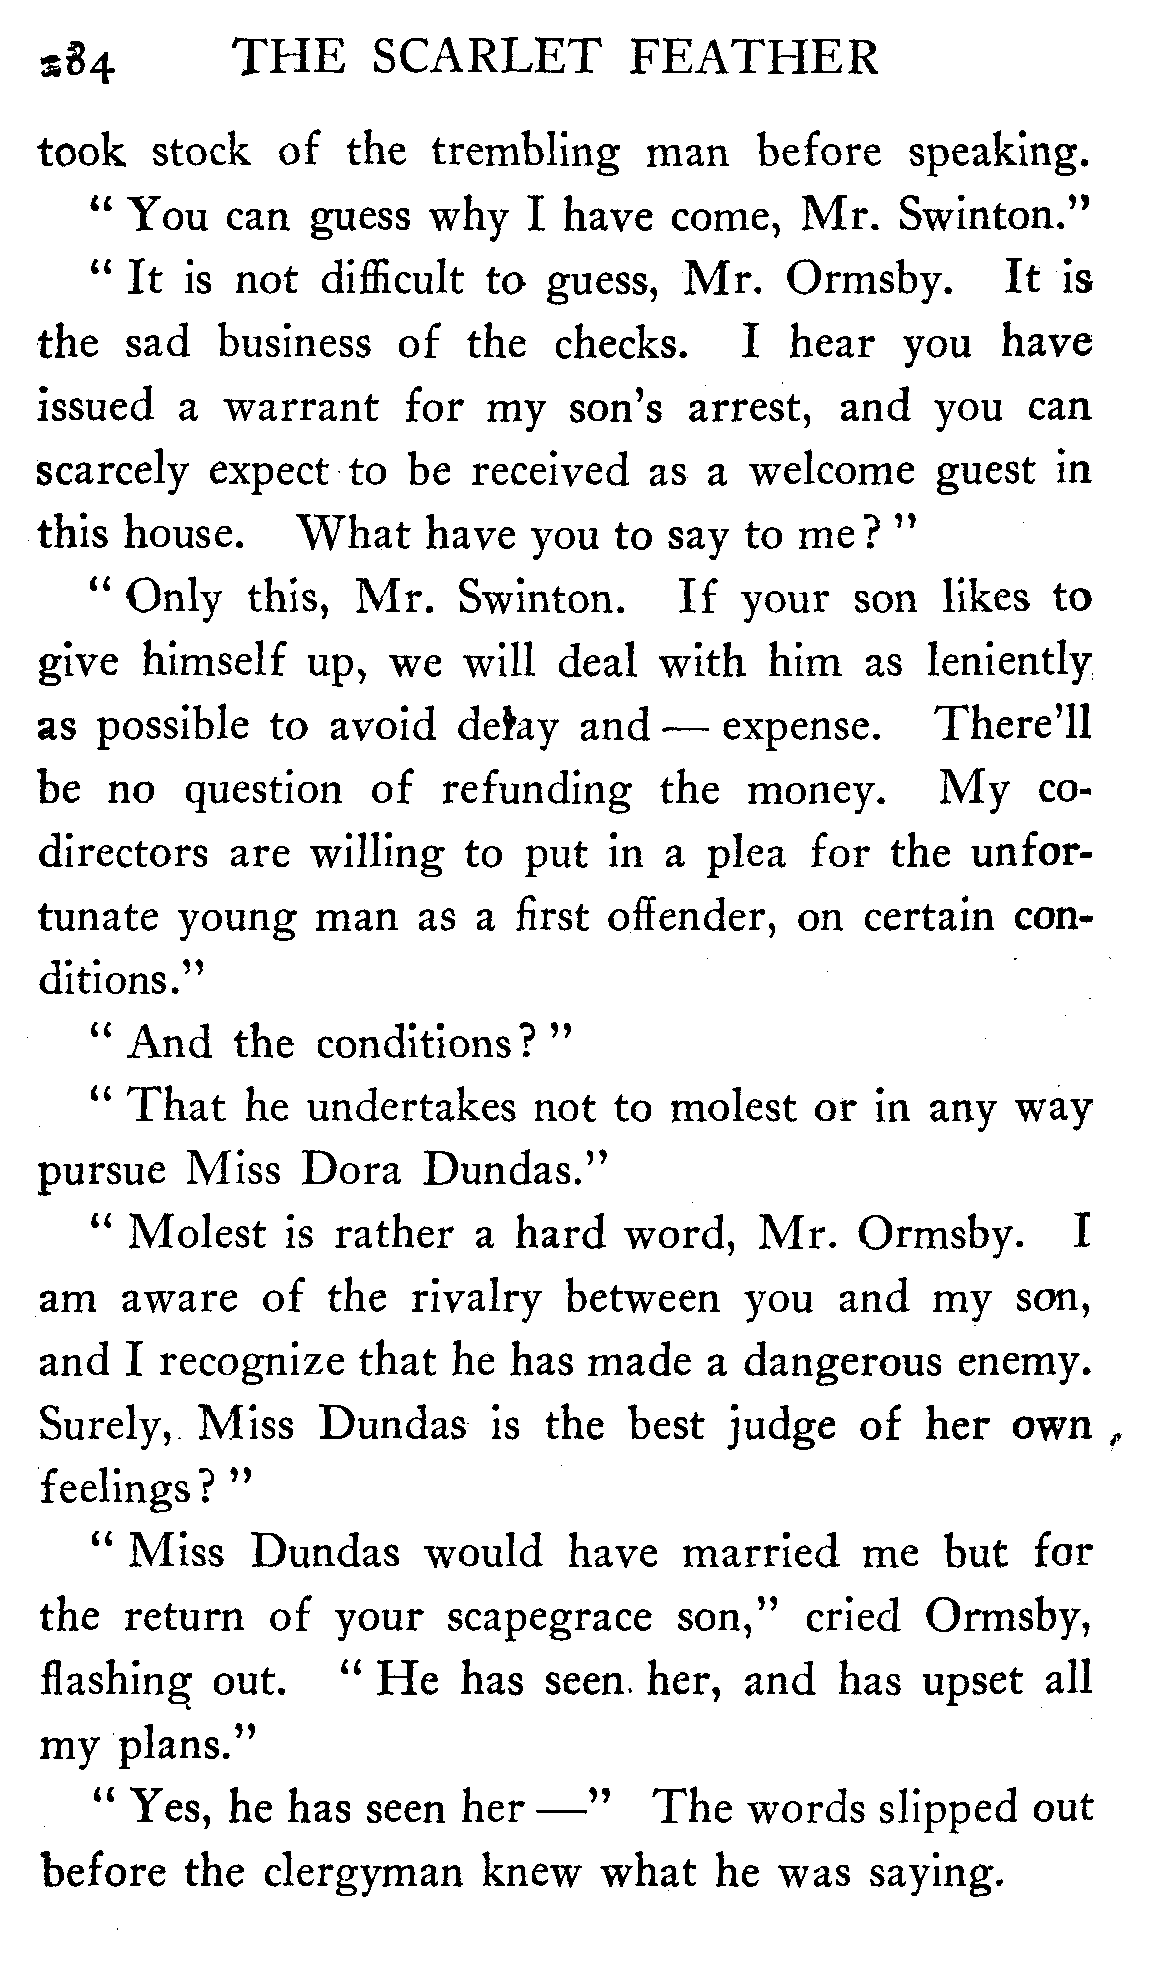 284 THE SCARLET FEATHER
took stock of the trembling man before speaking.
“ You can guess why I have come, Mr. Swinton.”
“ It is not difficult to guess, Mr. Ormsby. It is
the sad business of the checks. I hear you have
issued a warrant for my son's arrest, and you can
scarcely expect to be received as a welcome guest in
this house. What have you to say to me? ”
“ Only this, Mr. Swinton. If your son likes to
give himself up, we will deal with him as leniently
as possible to avoid delay and — expense. There'll
be no question of refunding the money. My co-
directors are willing to put in a plea for the unfor-
tunate young man as a first offender, on certain con-
ditions.”
“ And the conditions? ”
“ That he undertakes not to molest or in any way
pursue Miss Dora Dundas.”
“ Molest is rather a hard word, Mr. Ormsby. I
am aware of the rivalry between you and my son,
and I recognize that he has made a dangerous enemy.
Surely, Miss Dundas is the best judge of her own
feelings? ”
“ Miss Dundas would have married me but for
the return of your scapegrace son,” cried Ormsby,
flashing out. “ He has seen her, and has upset all
my plans.”
“ Yes, he has seen her —” The words slipped out
before the clergyman knew what he was saying.